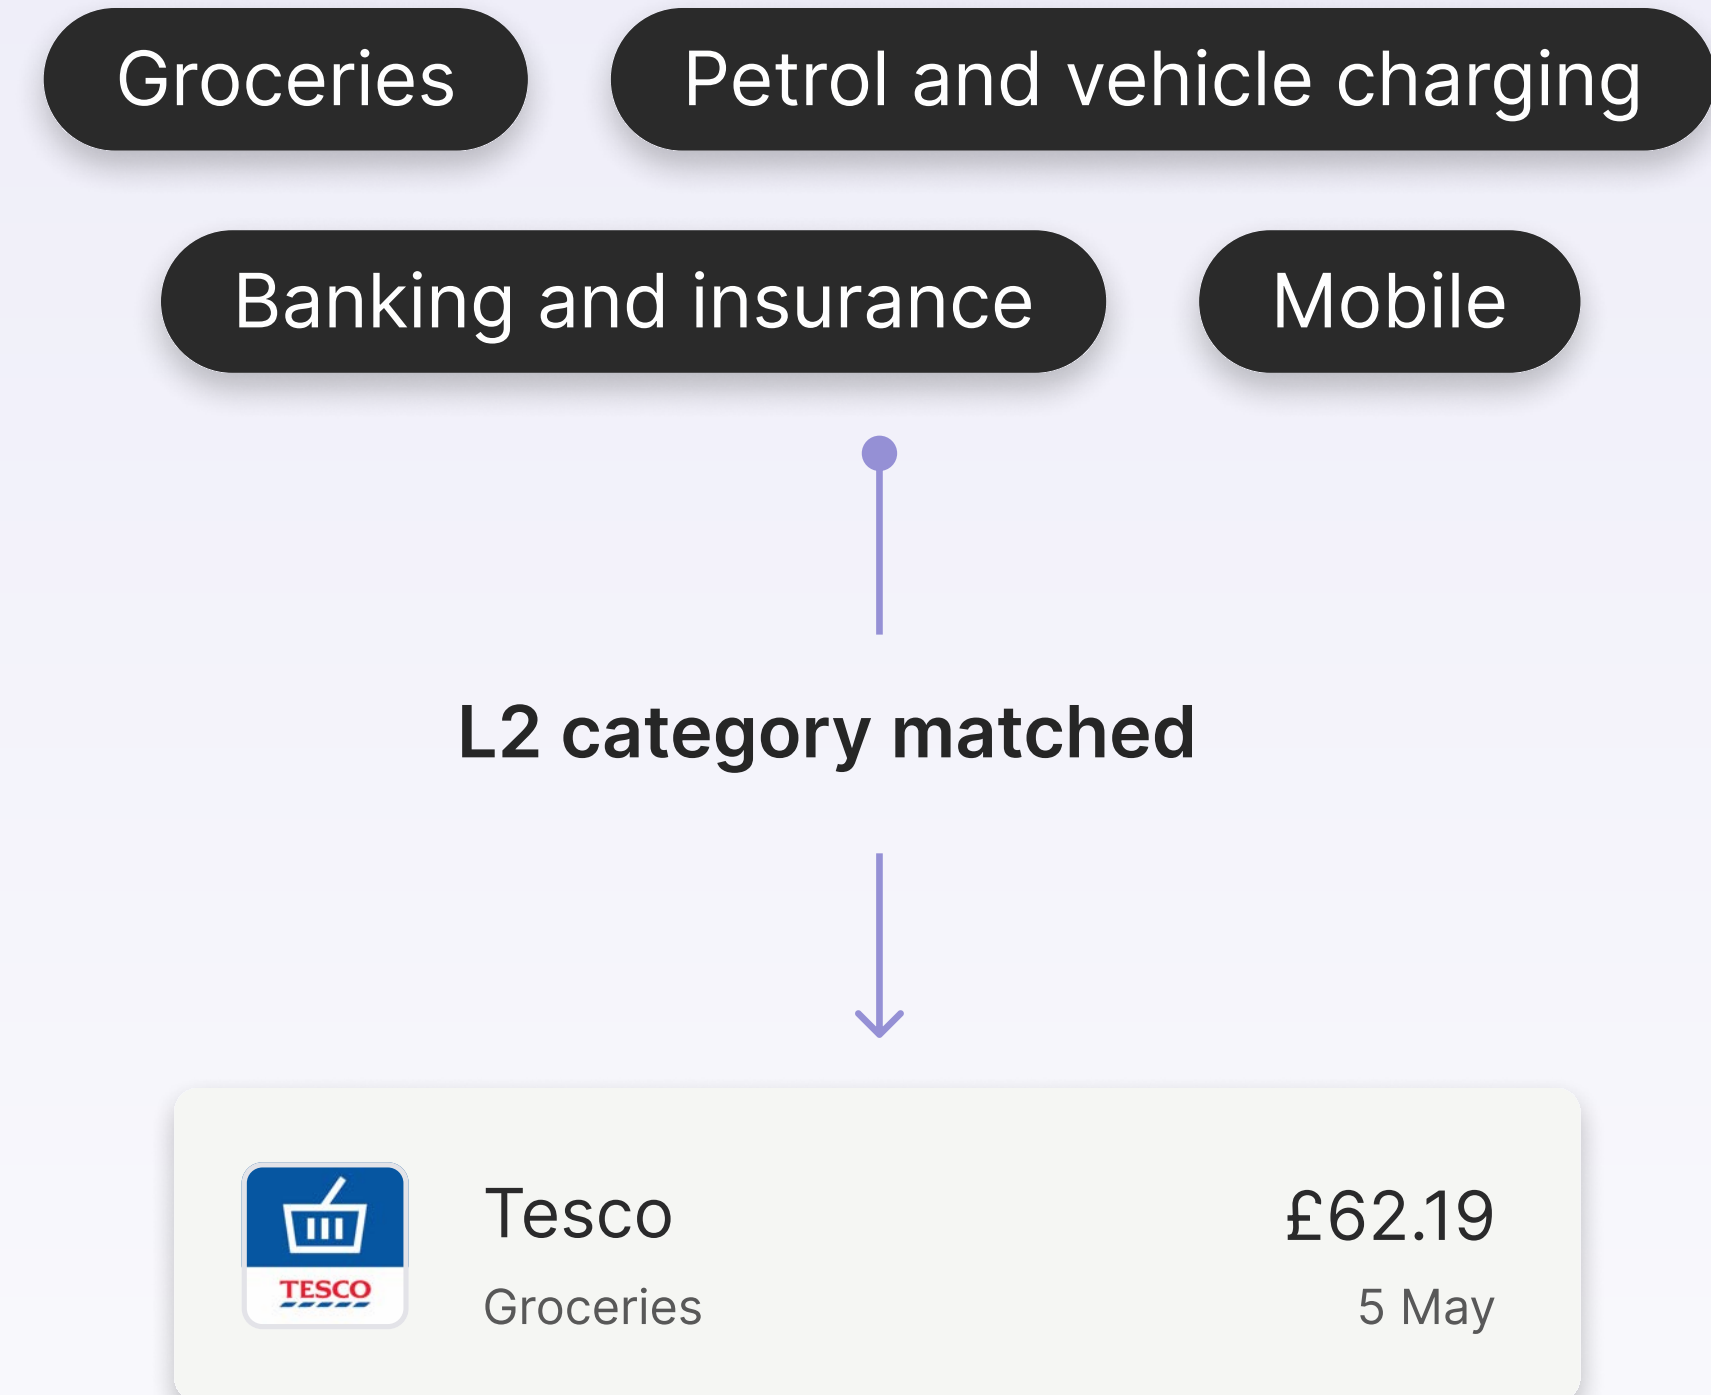 Groceries
Petrol and vehicle charging
Banking and insurance
Mobile
L2 category matched
Tesco
£62.19
TESCO
Groceries
5 May